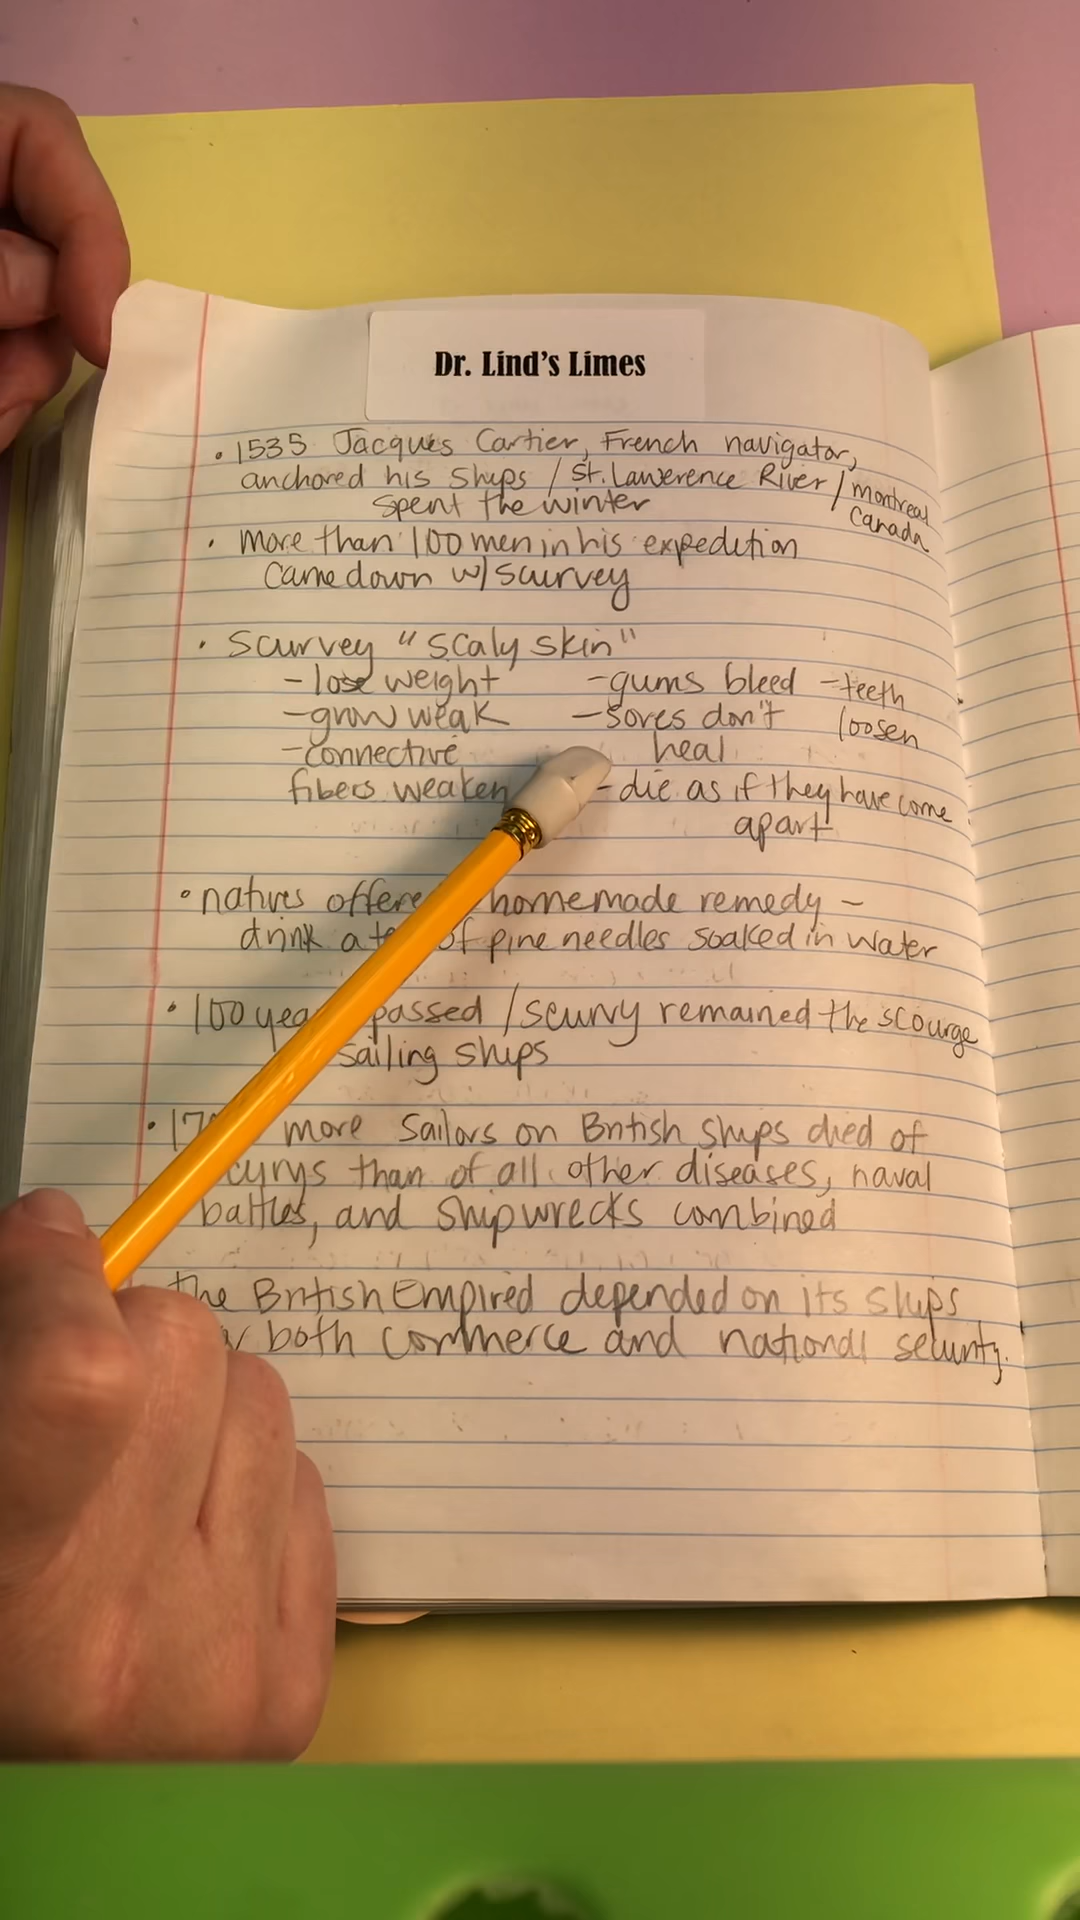 Dr. Lind's Limes
• 1535 Jacques Cartier, French navigator,
anchored his ships / St. Lawerence River / montreal
Canada
spent the winter
• more than 100 men in his expedition
came down w/ scurvey
• scurvey "scaly skin"
- lose weight - gums bleed - teeth
- grow weak - sores don't loosen
- connective heal
fibers weaken - die as if they have come
apart
• natives homemade remedy -
drink a of pine needles soaked in water
• 100 passed / scurvy remained the scourge
sailing ships
• more sailors on British ships died of
than of all other diseases, naval
battles, and shipwrecks combined
the British Empired depended on its ships
both commerce and national security.